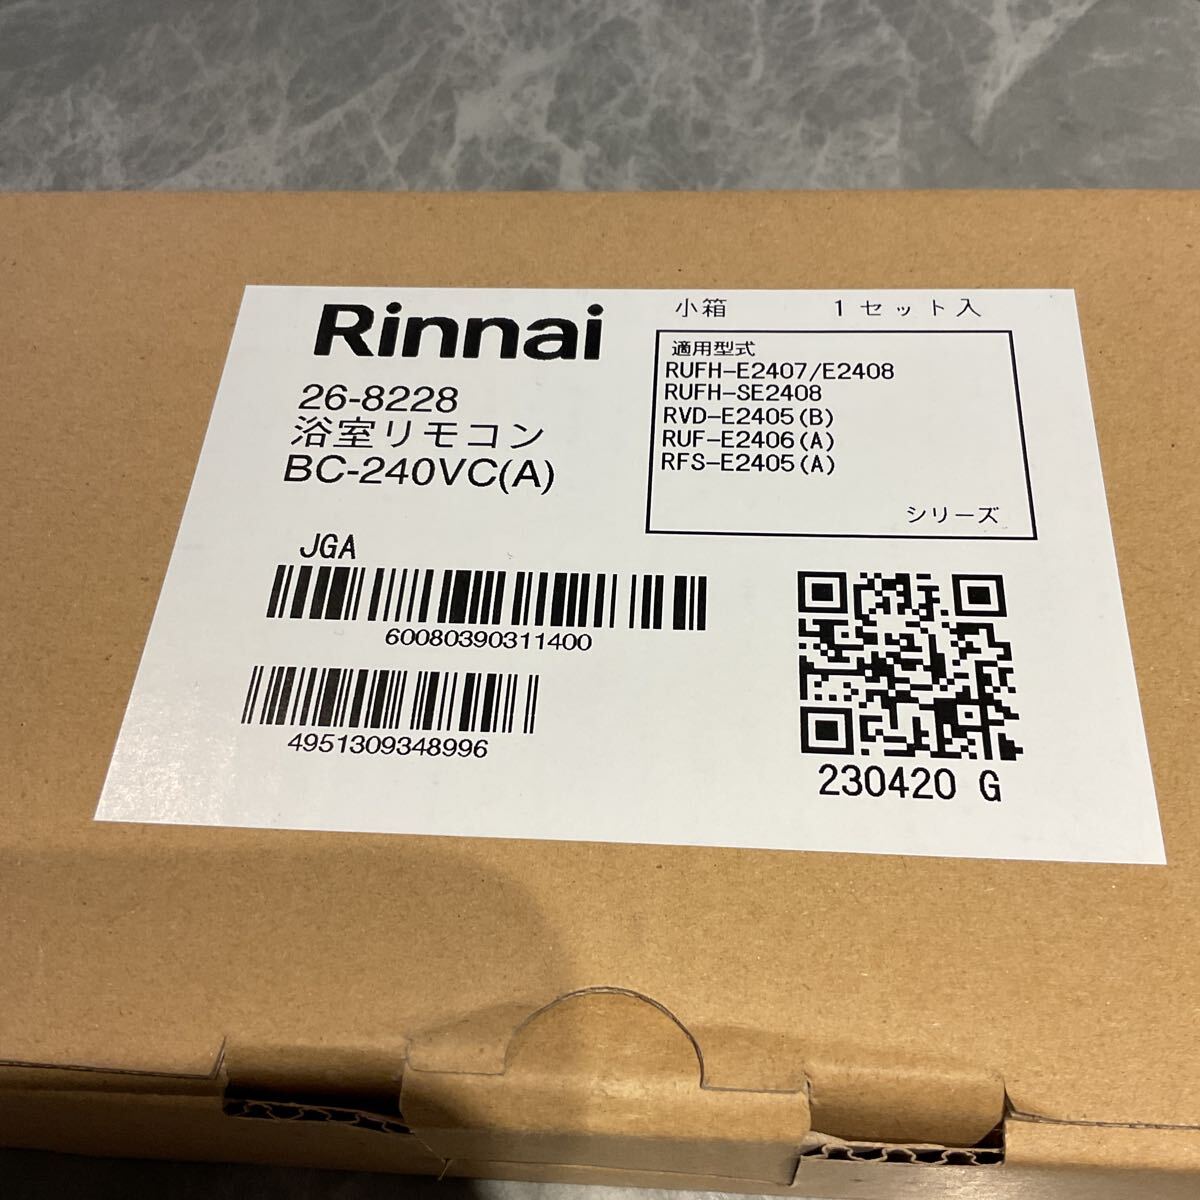 Rinnai
26-8228
浴室リモコン
BC-240VC(A)
小箱 1セット入
適用型式
RUFH-E2407/E2408
RUFH-SE2408
RVD-E2405(B)
RUF-E2406(A)
RFS-E2405(A)
シリーズ
JGA
60080390311400
4951309348996
230420 G